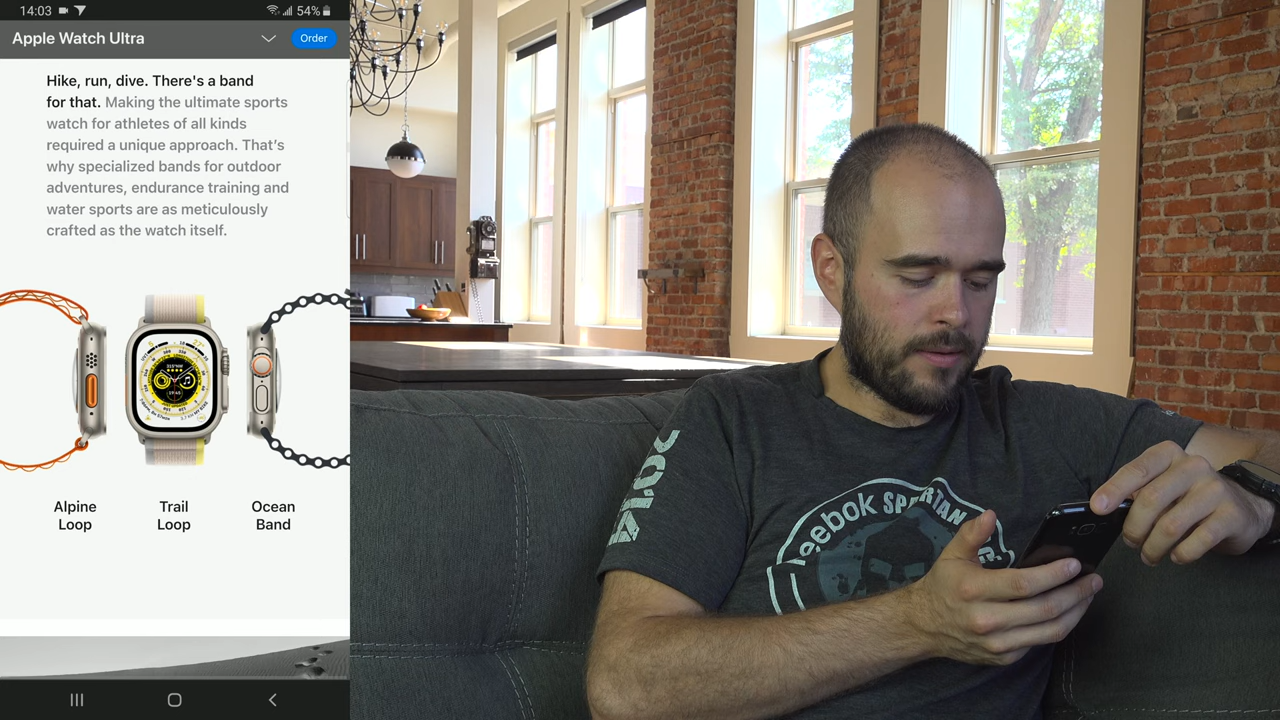 14:03
54%
Apple Watch Ultra
Order
Hike, run, dive. There's a band
for that. Making the ultimate sports
watch for athletes of all kinds
required a unique approach. That's
why specialized bands for outdoor
adventures, endurance training and
water sports are as meticulously
crafted as the watch itself.
Alpine
Loop
Trail
Loop
Ocean
Band
2014
Reebok SPARTAN